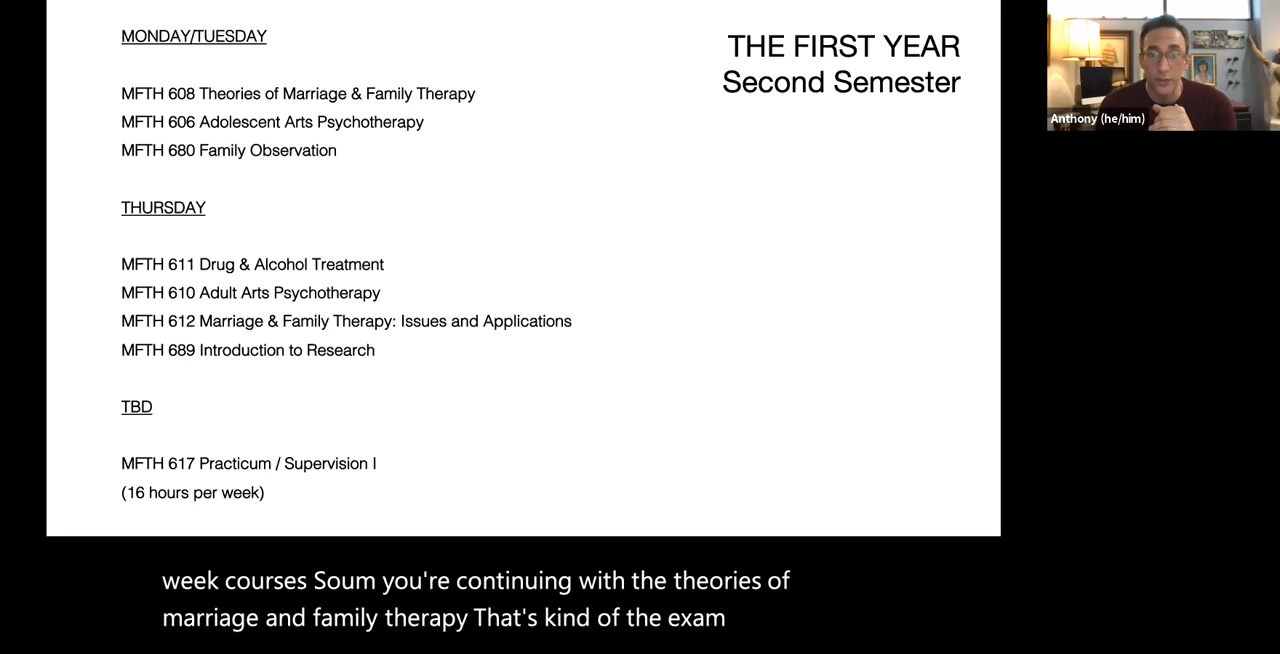 MONDAY/TUESDAY
THE FIRST YEAR
Second Semester
MFTH 608 Theories of Marriage & Family Therapy
MFTH 606 Adolescent Arts Psychotherapy
MFTH 680 Family Observation
THURSDAY
MFTH 611 Drug & Alcohol Treatment
MFTH 610 Adult Arts Psychotherapy
MFTH 612 Marriage & Family Therapy: Issues and Applications
MFTH 689 Introduction to Research
TBD
MFTH 617 Practicum / Supervision I
(16 hours per week)
Anthony (he/him)
week courses Soum you're continuing with the theories of
marriage and family therapy That's kind of the exam